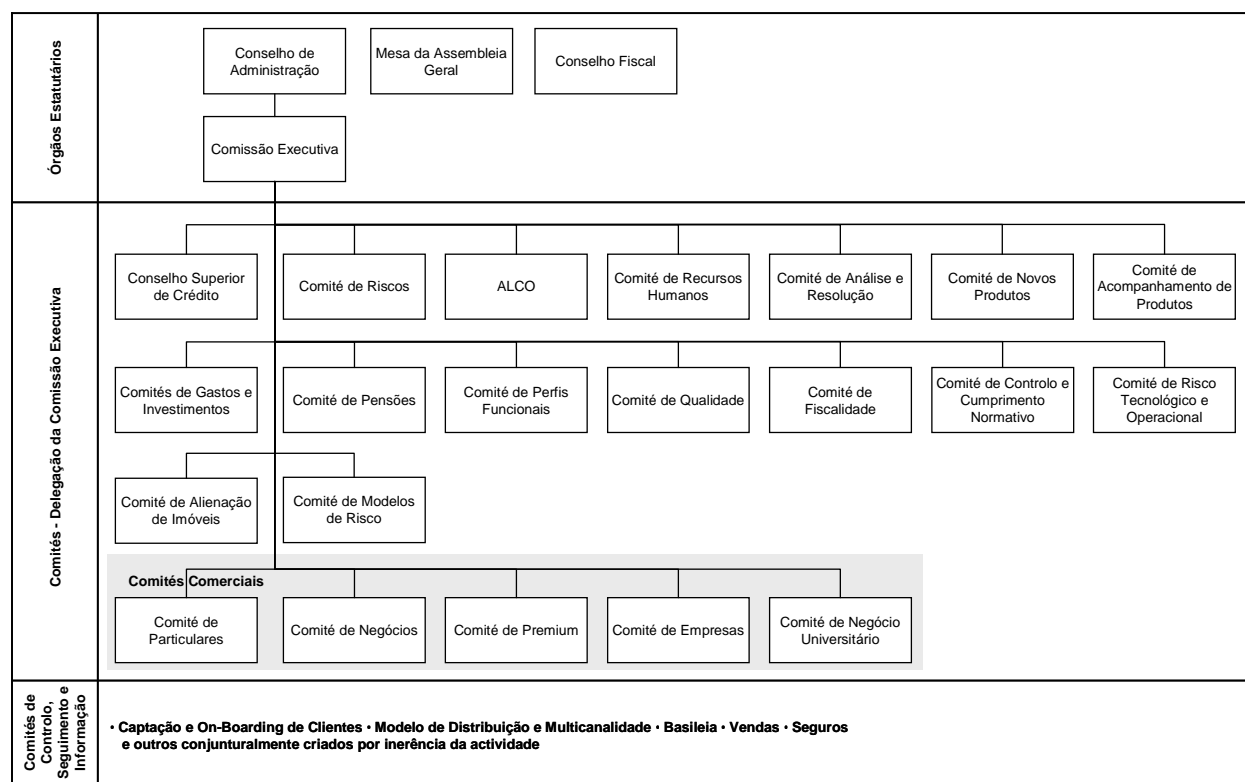 Órgãos Estatutários
Conselho de
Administração
Mesa da Assembleia
Geral
Conselho Fiscal
Comissão Executiva
Comités - Delegação da Comissão Executiva
Conselho Superior
de Crédito
Comité de Riscos
ALCO
Comité de Recursos
Humanos
Comité de Análise e
Resolução
Comité de Novos
Produtos
Comité de
Acompanhamento de
Produtos
Comités de Gastos e
Investimentos
Comité de Pensões
Comité de Perfis
Funcionais
Comité de Qualidade
Comité de
Fiscalidade
Comité de Controlo e
Cumprimento
Normativo
Comité de Risco
Tecnológico e
Operacional
Comité de Alienação
de Imóveis
Comité de Modelos
de Risco
Comités Comerciais
Comité de
Particulares
Comité de Negócios
Comité de Premium
Comité de Empresas
Comité de Negócio
Universitário
Comités de
Controlo,
Seguimento e
Informação
· Captação e On-Boarding de Clientes · Modelo de Distribuição e Multicanalidade · Basileia · Vendas · Seguros
e outros conjunturalmente criados por inerência da actividade